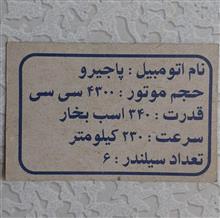 نام اتومبیل : پاجیرو
حجم موتور : ۴۳۰۰ سی سی
قدرت : ۳۴۰ اسب بخار
سرعت : ۲۳۰ کیلومتر
تعداد سیلندر : ۶